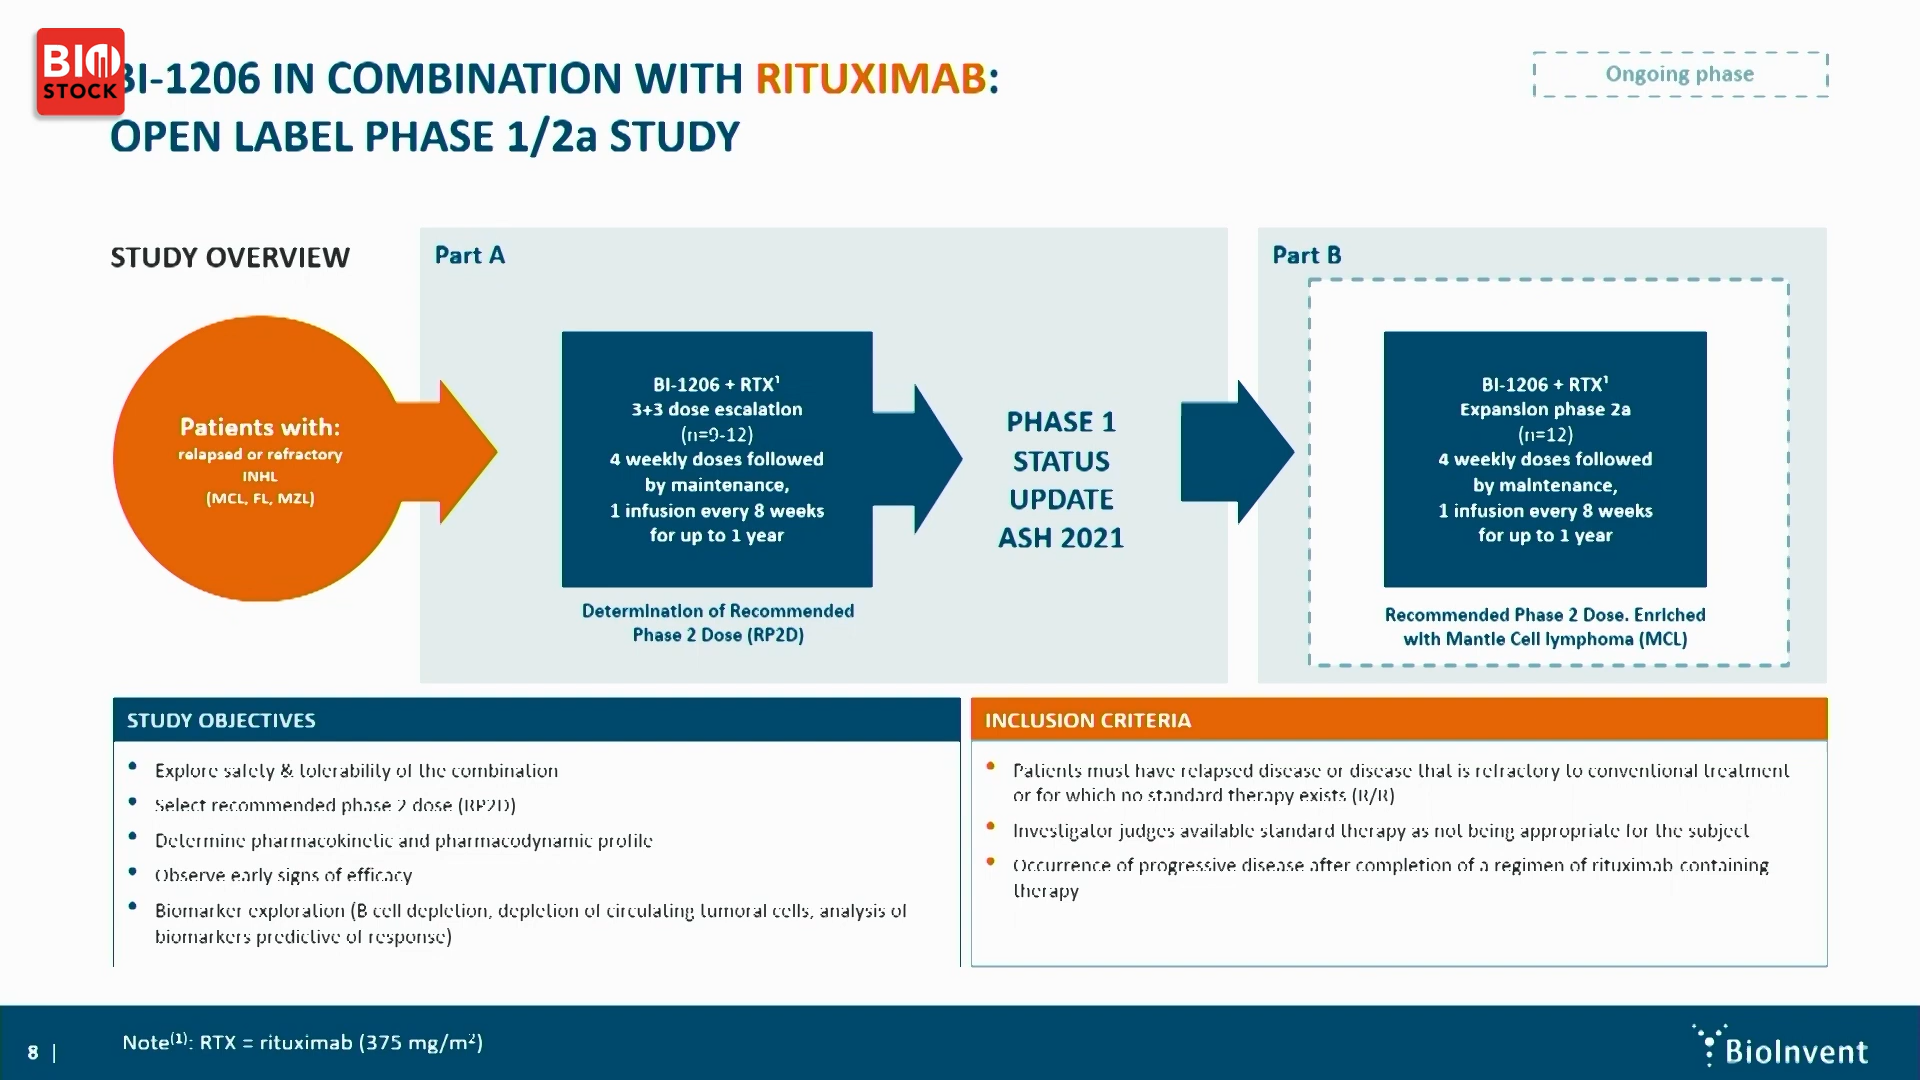 BIO
STOCK
BI-1206 IN COMBINATION WITH RITUXIMAB:
OPEN LABEL PHASE 1/2a STUDY
Ongoing phase
STUDY OVERVIEW
Patients with:
relapsed or refractory
iNHL
(MCL, FL, MZL)
Part A
BI-1206 + RTX¹
3+3 dose escalation
(n=9-12)
4 weekly doses followed
by maintenance,
1 infusion every 8 weeks
for up to 1 year
Determination of Recommended
Phase 2 Dose (RP2D)
PHASE 1
STATUS
UPDATE
ASH 2021
Part B
BI-1206 + RTX¹
Expansion phase 2a
(n=12)
4 weekly doses followed
by maintenance,
1 infusion every 8 weeks
for up to 1 year
Recommended Phase 2 Dose. Enriched
with Mantle Cell lymphoma (MCL)
STUDY OBJECTIVES
• Explore safety & tolerability of the combination
• Select recommended phase 2 dose (RP2D)
• Determine pharmacokinetic and pharmacodynamic profile
• Observe early signs of efficacy
• Biomarker exploration (B cell depletion, depletion of circulating tumoral cells, analysis of
biomarkers predictive of response)
INCLUSION CRITERIA
• Patients must have relapsed disease or disease that is refractory to conventional treatment
or for which no standard therapy exists (R/R)
• Investigator judges available standard therapy as not being appropriate for the subject
• Occurrence of progressive disease after completion of a regimen of rituximab-containing
therapy
8 |
Note⁽¹⁾: RTX = rituximab (375 mg/m²)
BioInvent